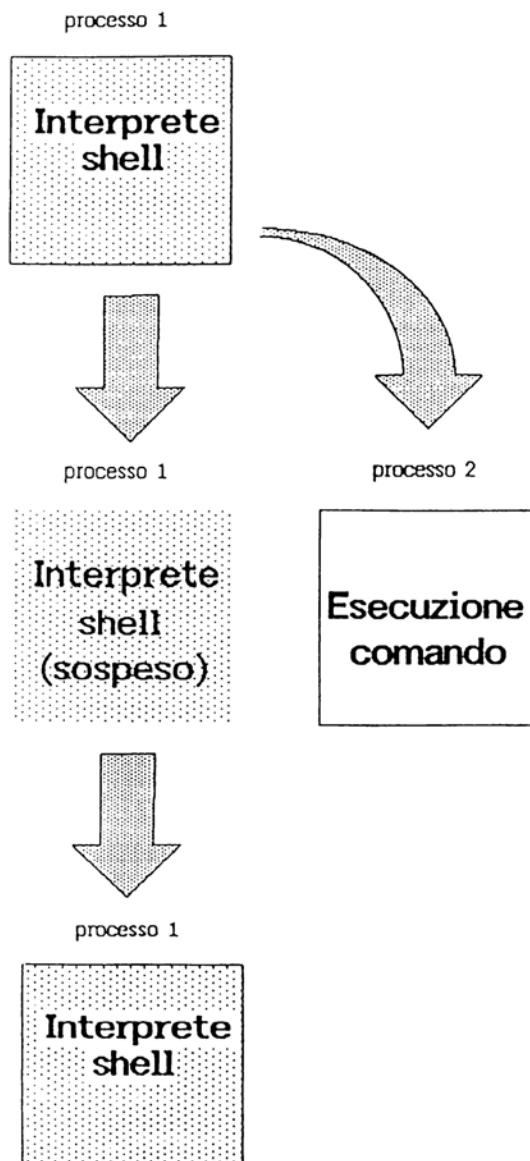 processo 1
Interprete
shell
processo 1
Interprete
shell
(sospeso)
processo 2
Esecuzione
comando
processo 1
Interprete
shell